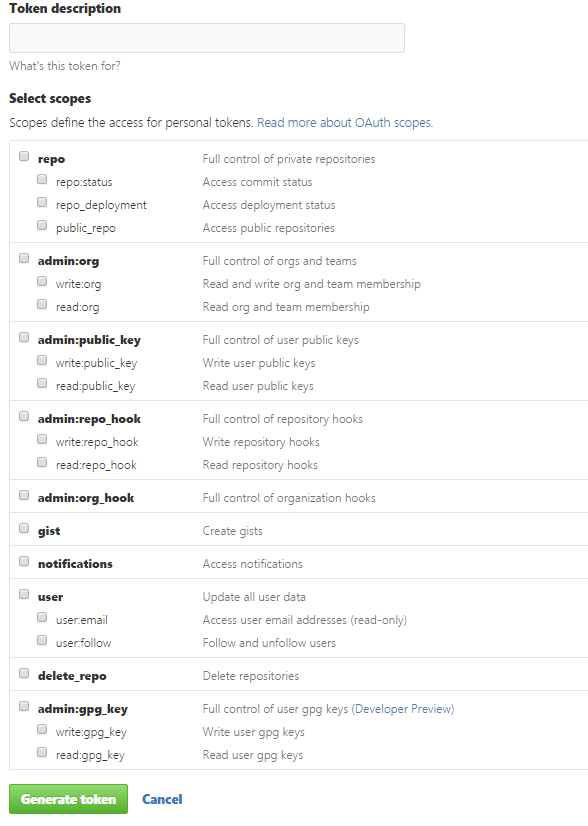 Token description
What's this token for?
Select scopes
Scopes define the access for personal tokens. Read more about OAuth scopes.
repo Full control of private repositories
repo:status Access commit status
repo_deployment Access deployment status
public_repo Access public repositories
admin:org Full control of orgs and teams
write:org Read and write org and team membership
read:org Read org and team membership
admin:public_key Full control of user public keys
write:public_key Write user public keys
read:public_key Read user public keys
admin:repo_hook Full control of repository hooks
write:repo_hook Write repository hooks
read:repo_hook Read repository hooks
admin:org_hook Full control of organization hooks
gist Create gists
notifications Access notifications
user Update all user data
user:email Access user email addresses (read-only)
user:follow Follow and unfollow users
delete_repo Delete repositories
admin:gpg_key Full control of user gpg keys (Developer Preview)
write:gpg_key Write user gpg keys
read:gpg_key Read user gpg keys
Generate token Cancel